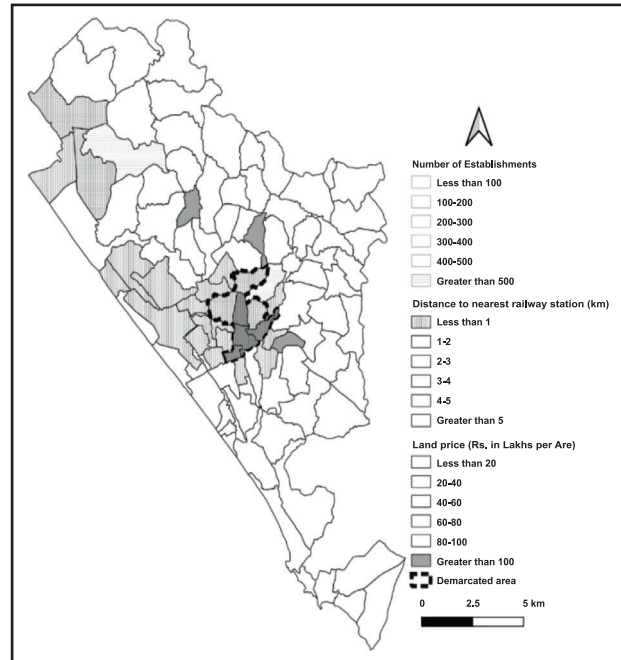 Number of Establishments
Less than 100
100-200
200-300
300-400
400-500
Greater than 500
Distance to nearest railway station (km)
Less than 1
1-2
2-3
3-4
4-5
Greater than 5
Land price (Rs. in Lakhs per Are)
Less than 20
20-40
40-60
60-80
80-100
Greater than 100
Demarcated area
0 2.5 5 km